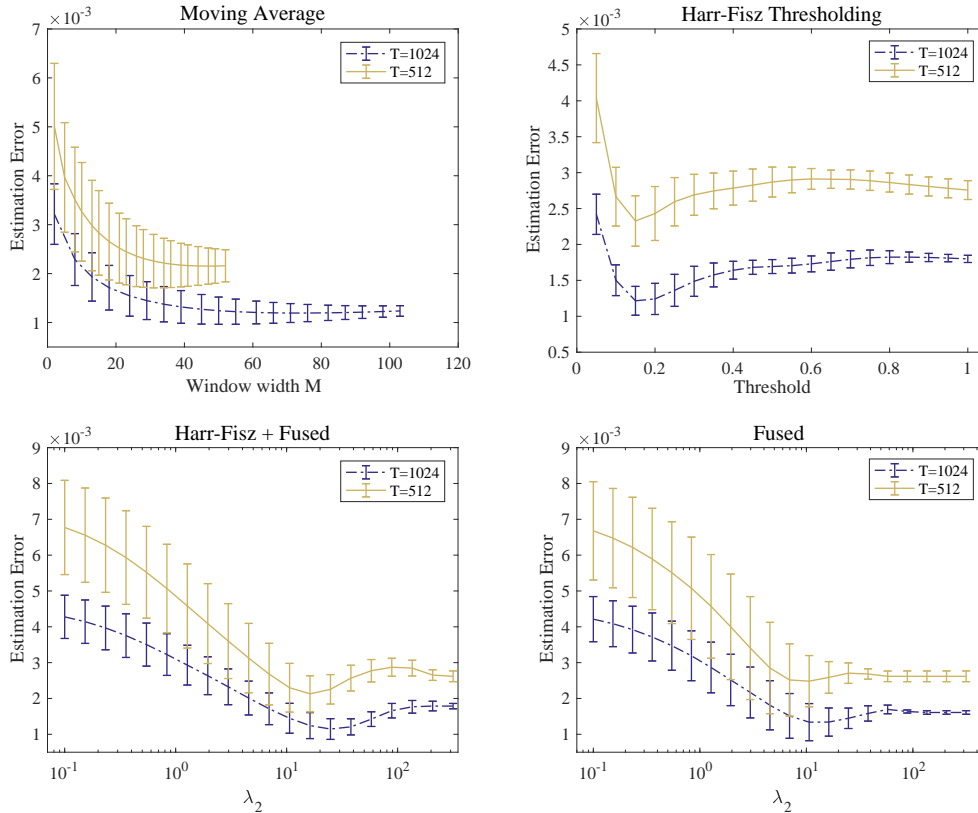 Moving Average
×10⁻³
7
6
5
4
3
2
1
Estimation Error
T=1024
T=512
0 20 40 60 80 100 120
Window width M
Harr-Fisz Thresholding
×10⁻³
5
4.5
4
3.5
3
2.5
2
1.5
1
0.5
Estimation Error
T=1024
T=512
0.2 0.4 0.6 0.8 1
Threshold
Harr-Fisz + Fused
×10⁻³
9
8
7
6
5
4
3
2
1
Estimation Error
T=1024
T=512
10⁻¹ 10⁰ 10¹ 10²
λ₂
Fused
×10⁻³
9
8
7
6
5
4
3
2
1
Estimation Error
T=1024
T=512
10⁻¹ 10⁰ 10¹ 10²
λ₂